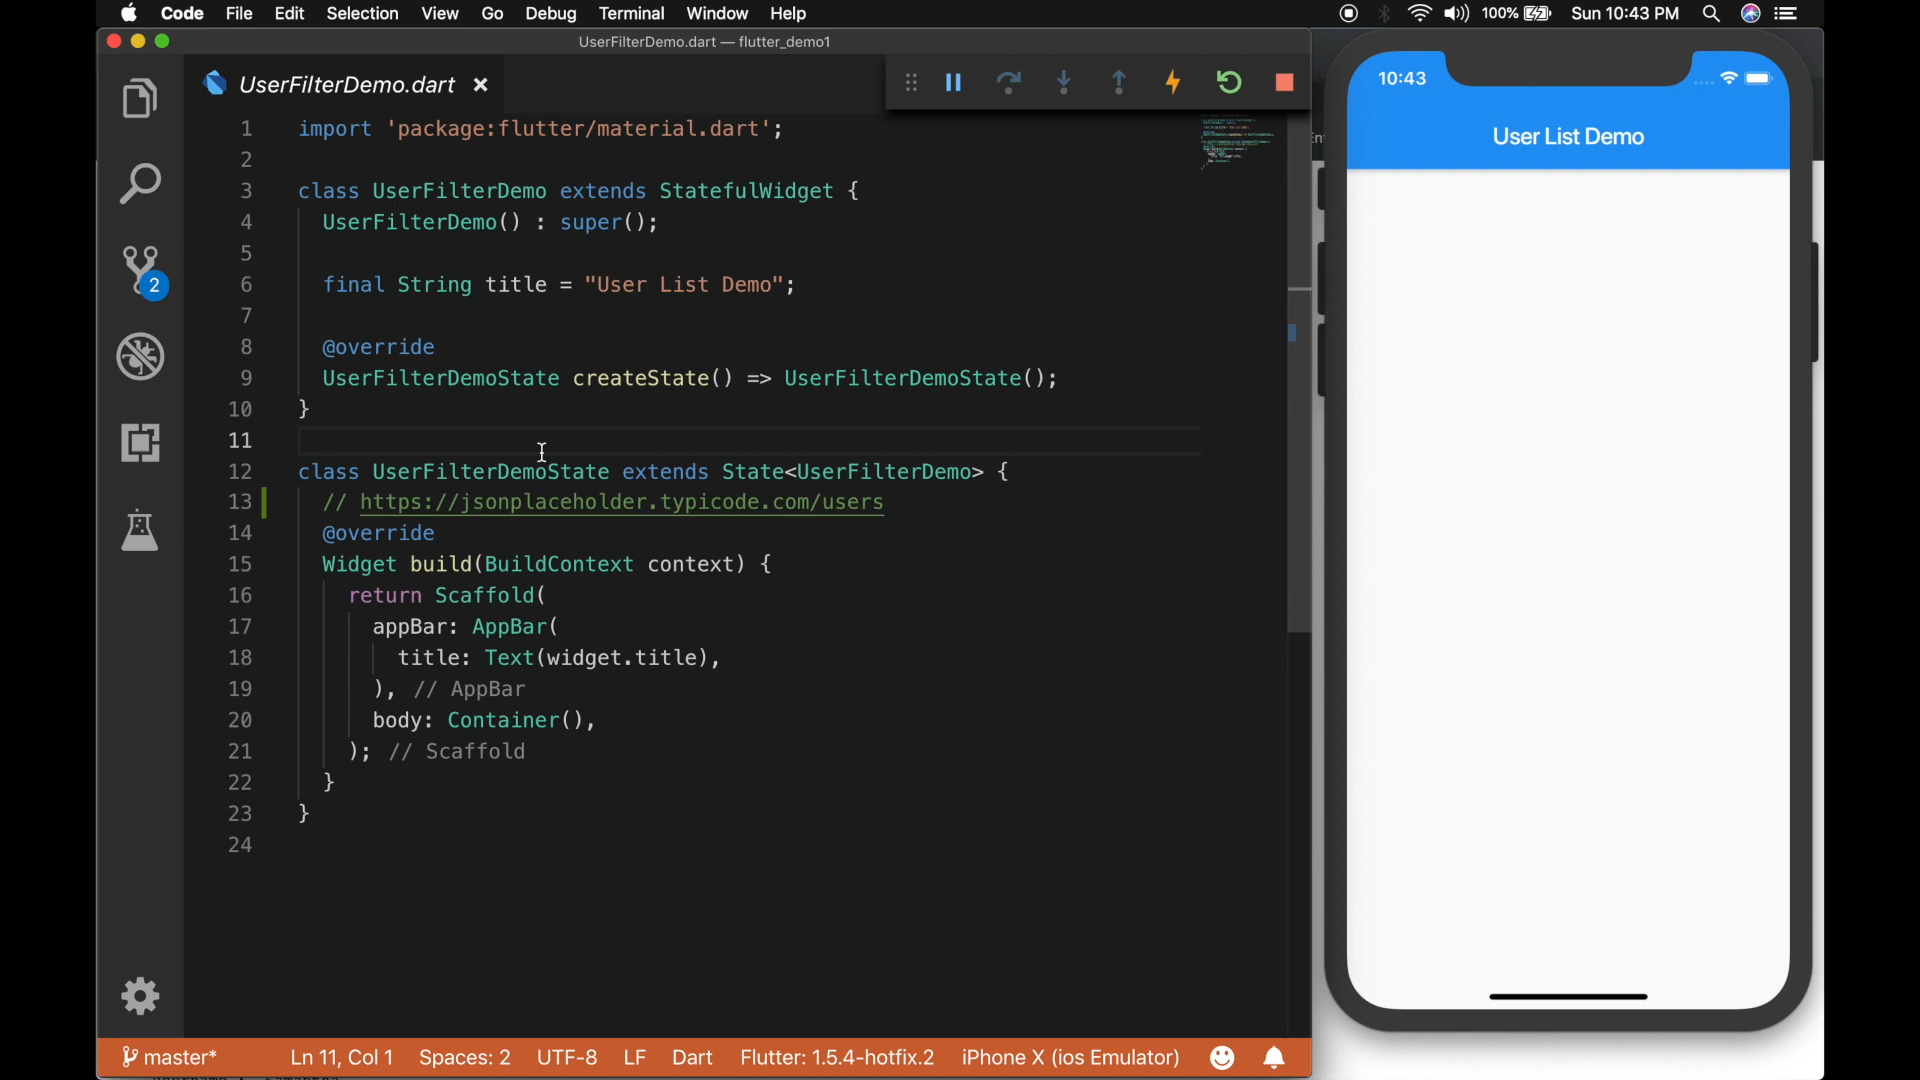 Code File Edit Selection View Go Debug Terminal Window Help 100% Sun 10:43 PM
UserFilterDemo.dart — flutter_demo1
UserFilterDemo.dart
1 import 'package:flutter/material.dart';
2
3 class UserFilterDemo extends StatefulWidget {
4 UserFilterDemo() : super();
5
6 final String title = "User List Demo";
7
8 @override
9 UserFilterDemoState createState() => UserFilterDemoState();
10 }
11
12 class UserFilterDemoState extends State<UserFilterDemo> {
13 // https://jsonplaceholder.typicode.com/users
14 @override
15 Widget build(BuildContext context) {
16 return Scaffold(
17 appBar: AppBar(
18 title: Text(widget.title),
19 ), // AppBar
20 body: Container(),
21 ); // Scaffold
22 }
23 }
24
2
10:43
User List Demo
master* Ln 11, Col 1 Spaces: 2 UTF-8 LF Dart Flutter: 1.5.4-hotfix.2 iPhone X (ios Emulator)